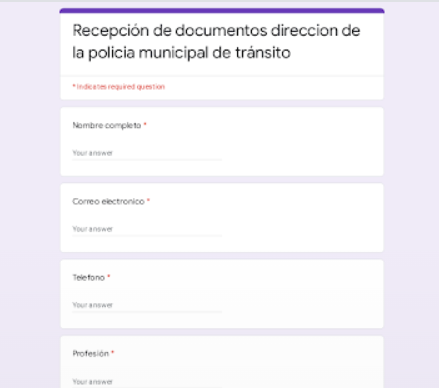 Recepción de documentos direccion de
la policia municipal de tránsito
* Indicates required question
Nombre completo *
Your answer
Correo electronico *
Your answer
Telefono *
Your answer
Profesión *
Your answer